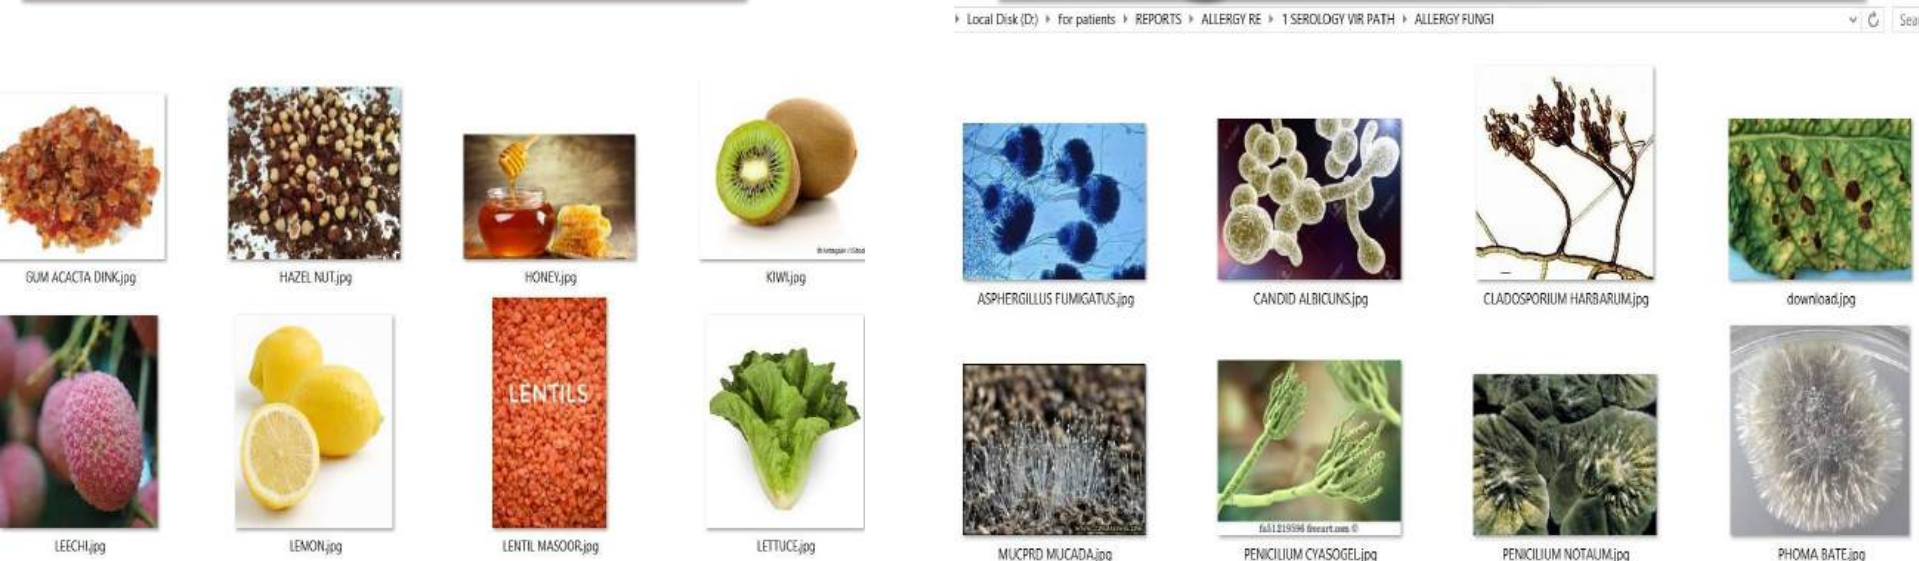 Local Disk (D:) for patients REPORTS ALLERGY RE 1 SEROLOGY VIR PATH ALLERGY FUNGI
GUM ACACTA DINK.jpg
HAZEL NUT.jpg
HONEY.jpg
KIWI.jpg
LENTILS
LEECHI.jpg
LEMON.jpg
LENTIL MASOOR.jpg
LETTUCE.jpg
ASPHERGILLUS FUMIGATUS.jpg
CANDID ALBICUNS.jpg
CLADOSPORIUM HARBARUM.jpg
download.jpg
fa51219596 freeart.com ©
MUCPRD MUCADA.jpg
PENICILIUM CYASOGEL.jpg
PENICILIUM NOTAUM.jpg
PHOMA BATE.jpg